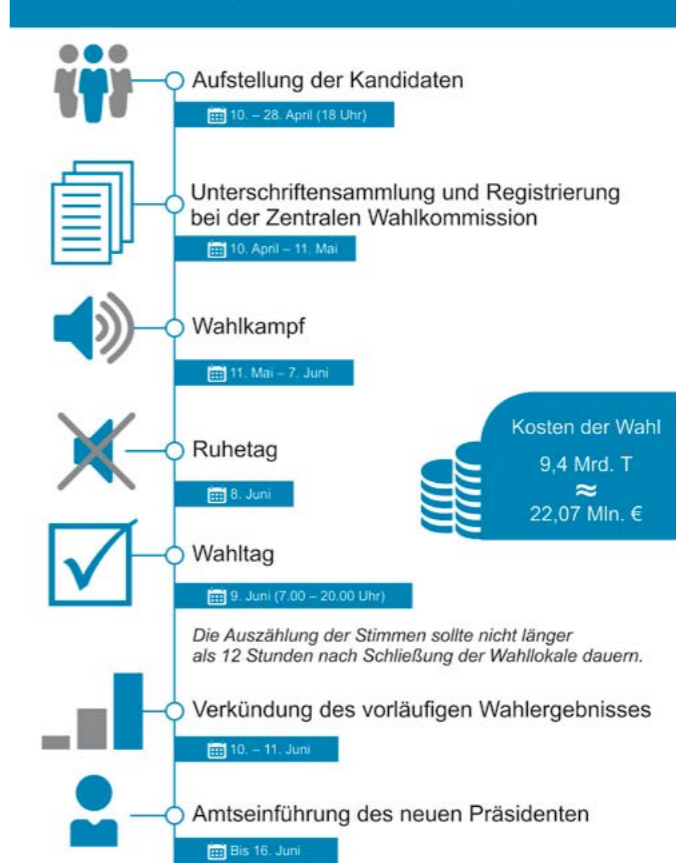 Aufstellung der Kandidaten
10. – 28. April (18 Uhr)
Unterschriftensammlung und Registrierung
bei der Zentralen Wahlkommission
10. April – 11. Mai
Wahlkampf
11. Mai – 7. Juni
Ruhetag
8. Juni
Kosten der Wahl
9,4 Mrd. T
≈
22,07 Mln. €
Wahltag
9. Juni (7.00 – 20.00 Uhr)
Die Auszählung der Stimmen sollte nicht länger
als 12 Stunden nach Schließung der Wahllokale dauern.
Verkündung des vorläufigen Wahlergebnisses
10. – 11. Juni
Amtseinführung des neuen Präsidenten
Bis 16. Juni